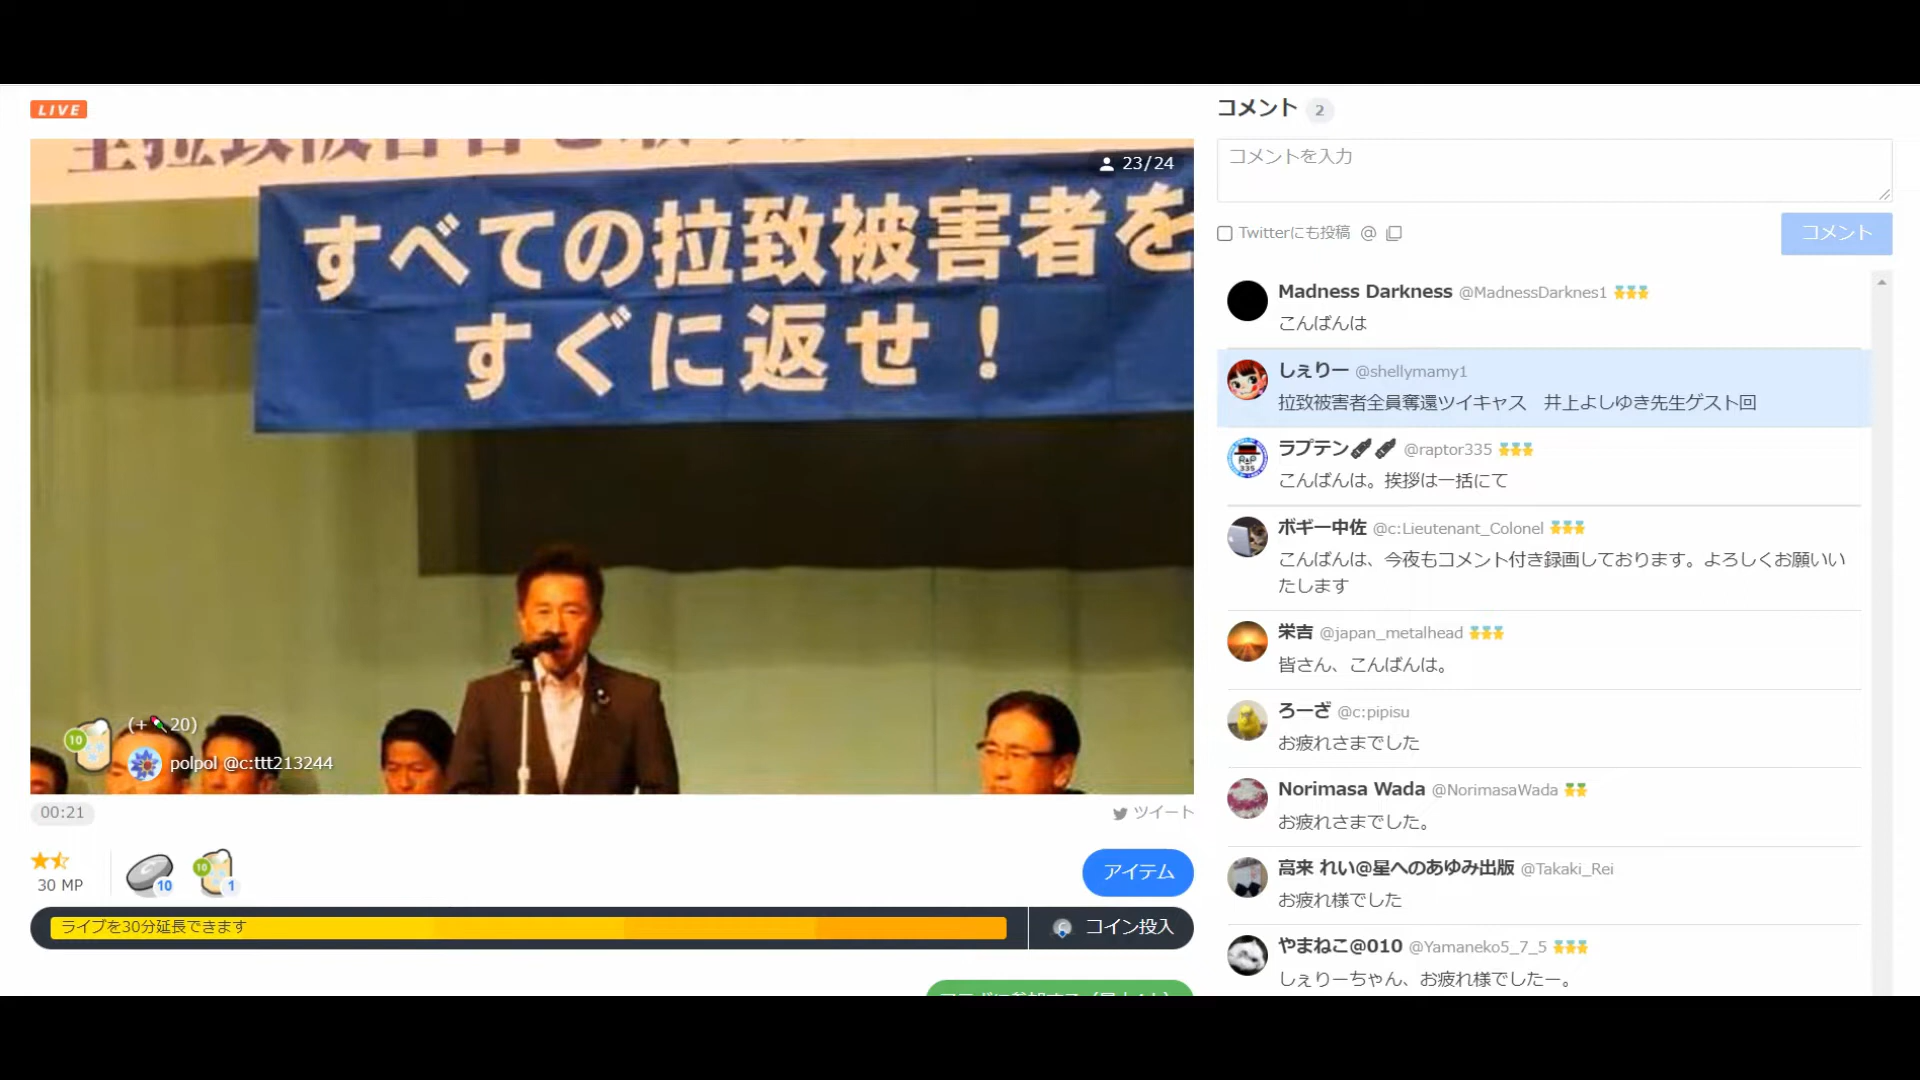 LIVE
23/24
すべての拉致被害者を
すぐに返せ！
10
(+ 20)
polpol @c:ttt213244
00:21
ツイート
30 MP
10
10
1
アイテム
ライブを30分延長できます
コイン投入
コメント 2
コメントを入力
Twitterにも投稿 @
コメント
Madness Darkness @MadnessDarknes1
こんばんは
しぇりー @shellymamy1
拉致被害者全員奪還ツイキャス　井上よしゆき先生ゲスト回
ラプテン @raptor335
こんばんは。挨拶は一括にて
ボギー中佐 @c:Lieutenant_Colonel
こんばんは、今夜もコメント付き録画しております。よろしくお願いい
たします
栄吉 @japan_metalhead
皆さん、こんばんは。
ろーざ @c:pipisu
お疲れさまでした
Norimasa Wada @NorimasaWada
お疲れさまでした。
高来 れい@星へのあゆみ出版 @Takaki_Rei
お疲れ様でした
やまねこ@010 @Yamaneko5_7_5
しぇりーちゃん、お疲れ様でしたー。